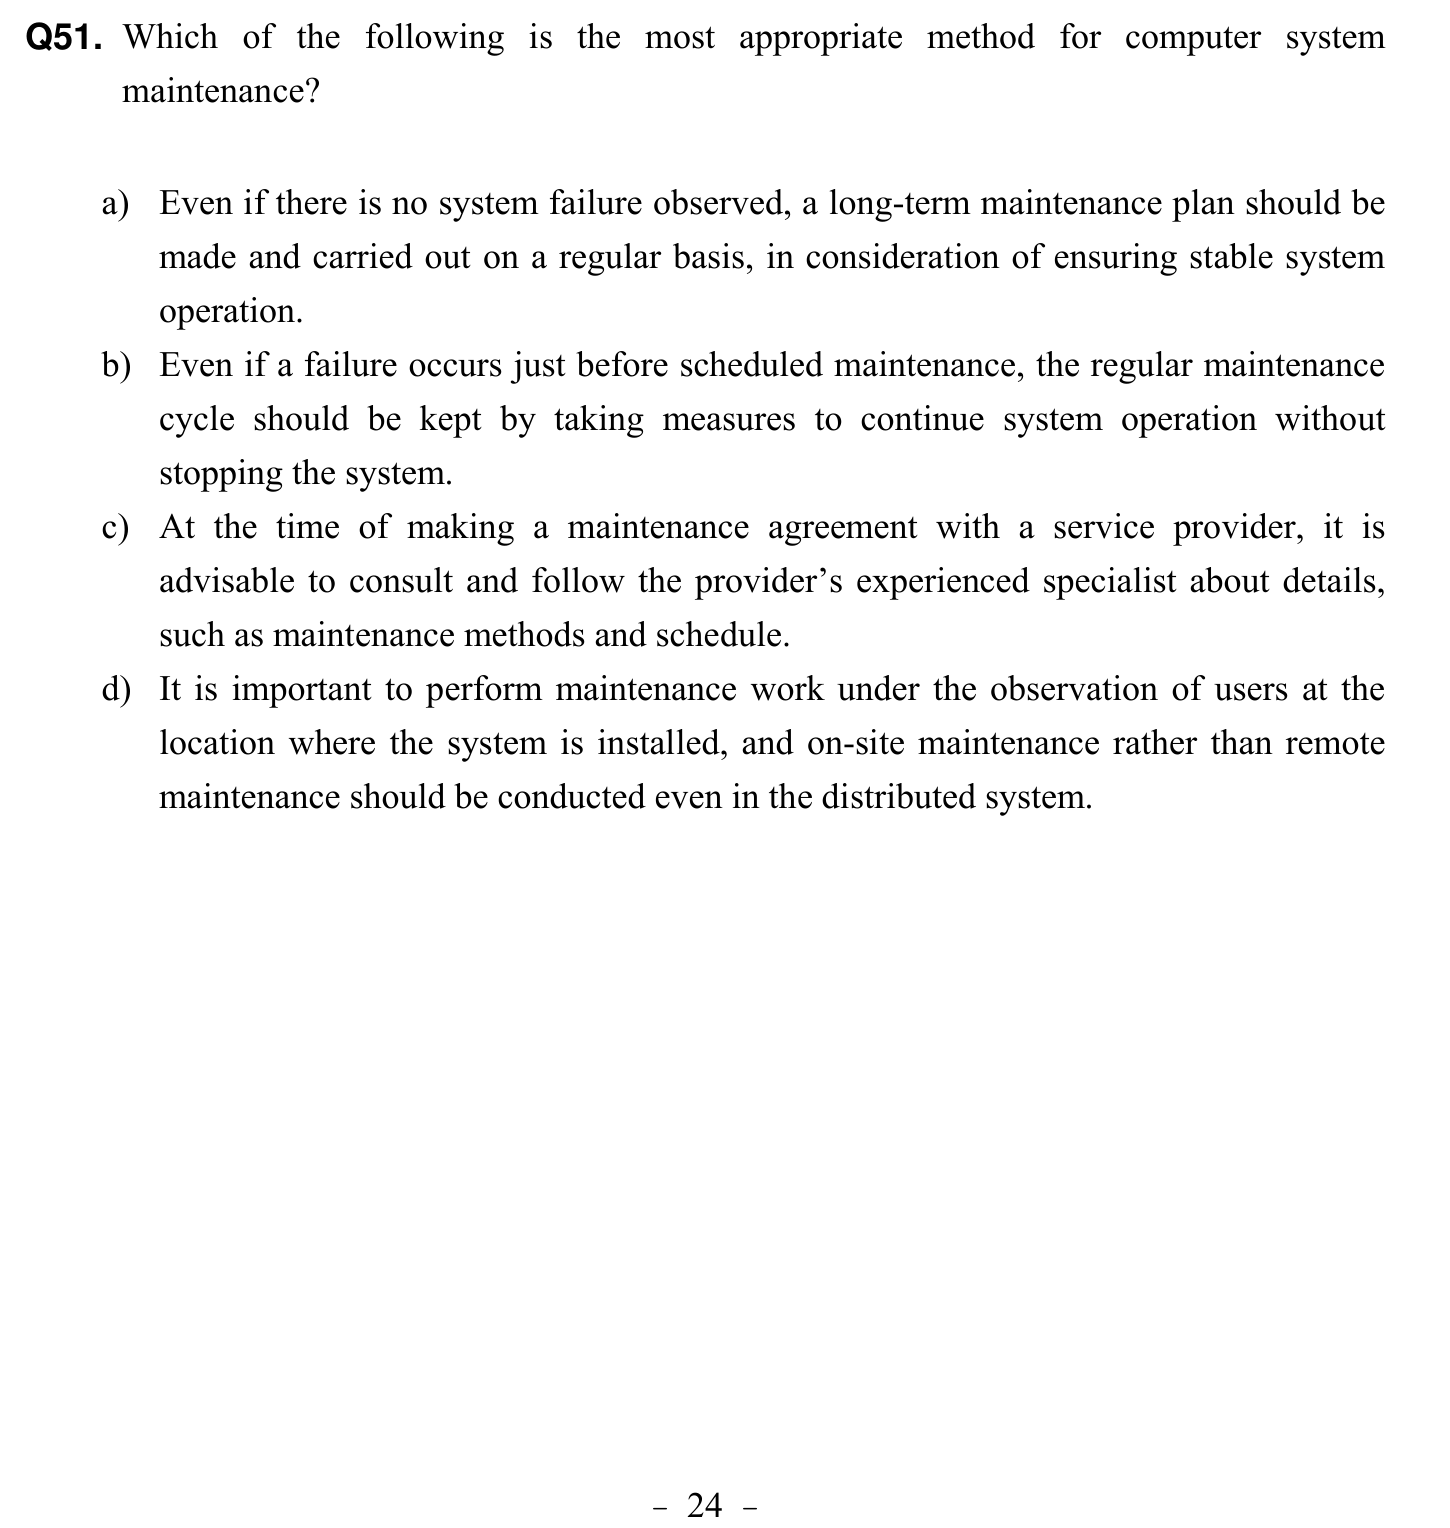 Q51. Which of the following is the most appropriate method for computer system
maintenance?
a) Even if there is no system failure observed, a long-term maintenance plan should be
made and carried out on a regular basis, in consideration of ensuring stable system
operation.
b) Even if a failure occurs just before scheduled maintenance, the regular maintenance
cycle should be kept by taking measures to continue system operation without
stopping the system.
c) At the time of making a maintenance agreement with a service provider, it is
advisable to consult and follow the provider’s experienced specialist about details,
such as maintenance methods and schedule.
d) It is important to perform maintenance work under the observation of users at the
location where the system is installed, and on-site maintenance rather than remote
maintenance should be conducted even in the distributed system.
– 24 –